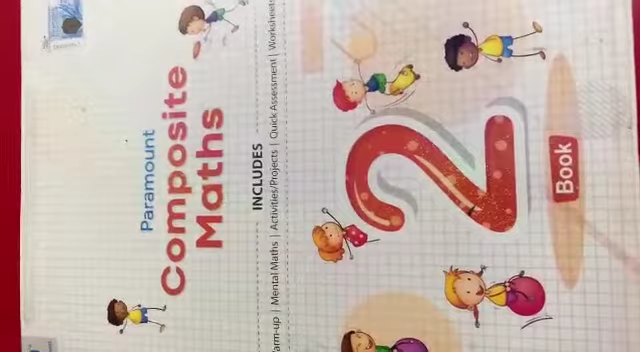 Paramount
Composite
Maths
INCLUDES
arm-up | Mental Maths | Activities/Projects | Quick Assessment | Worksheets
2
Book